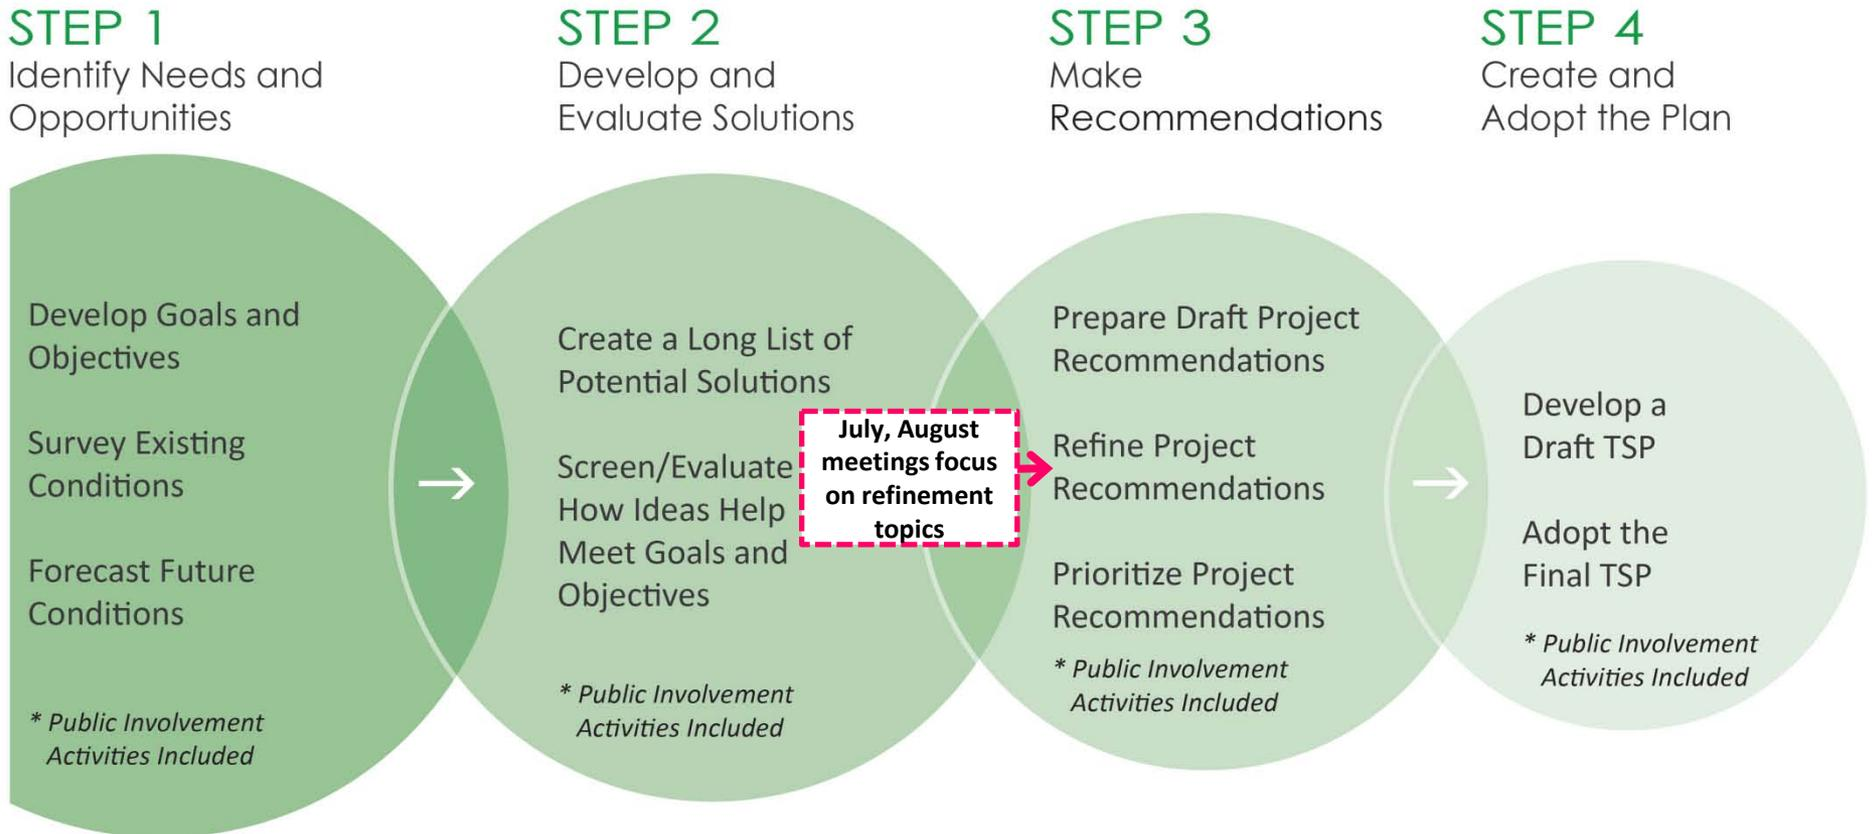 STEP 1
Identify Needs and
Opportunities
Develop Goals and
Objectives
Survey Existing
Conditions
Forecast Future
Conditions
* Public Involvement
Activities Included
→
STEP 2
Develop and
Evaluate Solutions
Create a Long List of
Potential Solutions
Screen/Evaluate
How Ideas Help
Meet Goals and
Objectives
* Public Involvement
Activities Included
July, August
meetings focus
on refinement
topics
STEP 3
Make
Recommendations
Prepare Draft Project
Recommendations
Refine Project
Recommendations
Prioritize Project
Recommendations
* Public Involvement
Activities Included
→
STEP 4
Create and
Adopt the Plan
Develop a
Draft TSP
Adopt the
Final TSP
* Public Involvement
Activities Included